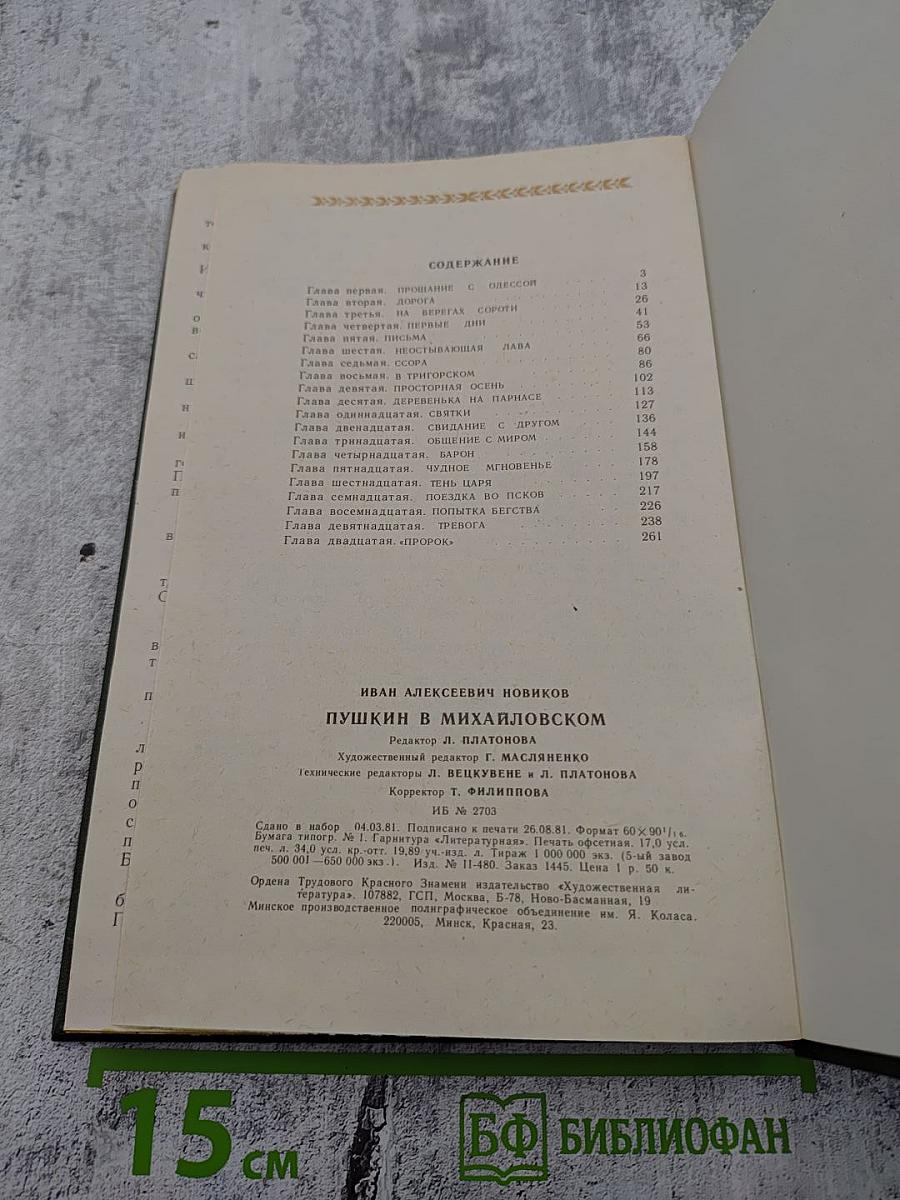 СОДЕРЖАНИЕ
Глава первая. ПРОЩАНИЕ С ОДЕССОЙ 3
Глава вторая. ДОРОГА 13
Глава третья. НА БЕРЕГАХ СОРОТИ 26
Глава четвертая. ПЕРВЫЕ ДНИ 41
Глава пятая. ПИСЬМА 53
Глава шестая. НЕОСТЫВАЮЩАЯ ЛАВА 66
Глава седьмая. ССОРА 80
Глава восьмая. В ТРИГОРСКОМ 86
Глава девятая. ПРОСТОРНАЯ ОСЕНЬ 102
Глава десятая. ДЕРЕВЕНЬКА НА ПАРНАСЕ 113
Глава одиннадцатая. СВЯТКИ 127
Глава двенадцатая. СВИДАНИЕ С ДРУГОМ 136
Глава тринадцатая. ОБЩЕНИЕ С МИРОМ 144
Глава четырнадцатая. БАРОН 158
Глава пятнадцатая. ЧУДНОЕ МГНОВЕНЬЕ 178
Глава шестнадцатая. ТЕНЬ ЦАРЯ 197
Глава семнадцатая. ПОЕЗДКА ВО ПСКОВ 217
Глава восемнадцатая. ПОПЫТКА БЕГСТВА 226
Глава девятнадцатая. ТРЕВОГА 238
Глава двадцатая. «ПРОРОК» 261
ИВАН АЛЕКСЕЕВИЧ НОВИКОВ
ПУШКИН В МИХАЙЛОВСКОМ
Редактор Л. ПЛАТОНОВА
Художественный редактор Г. МАСЛЯНЕНКО
Технические редакторы Л. ВЕЦКУВЕНЕ и Л. ПЛАТОНОВА
Корректор Т. ФИЛИППОВА
ИБ № 2703
Сдано в набор 04.03.81. Подписано к печати 26.08.81. Формат 60×90¹/₁₆.
Бумага типогр. № 1. Гарнитура «Литературная». Печать офсетная. 17,0 усл.
печ. л. 34,0 усл. кр.-отт. 19,89 уч.-изд. л. Тираж 1 000 000 экз. (5-ый завод
500 001—650 000 экз.). Изд. № II-480. Заказ 1445. Цена 1 р. 50 к.
Ордена Трудового Красного Знамени издательство «Художественная ли-
тература». 107882, ГСП, Москва, Б-78, Ново-Басманная, 19
Минское производственное полиграфическое объединение им. Я. Коласа.
220005, Минск, Красная, 23.
15 см
БФ БИБЛИОФАН